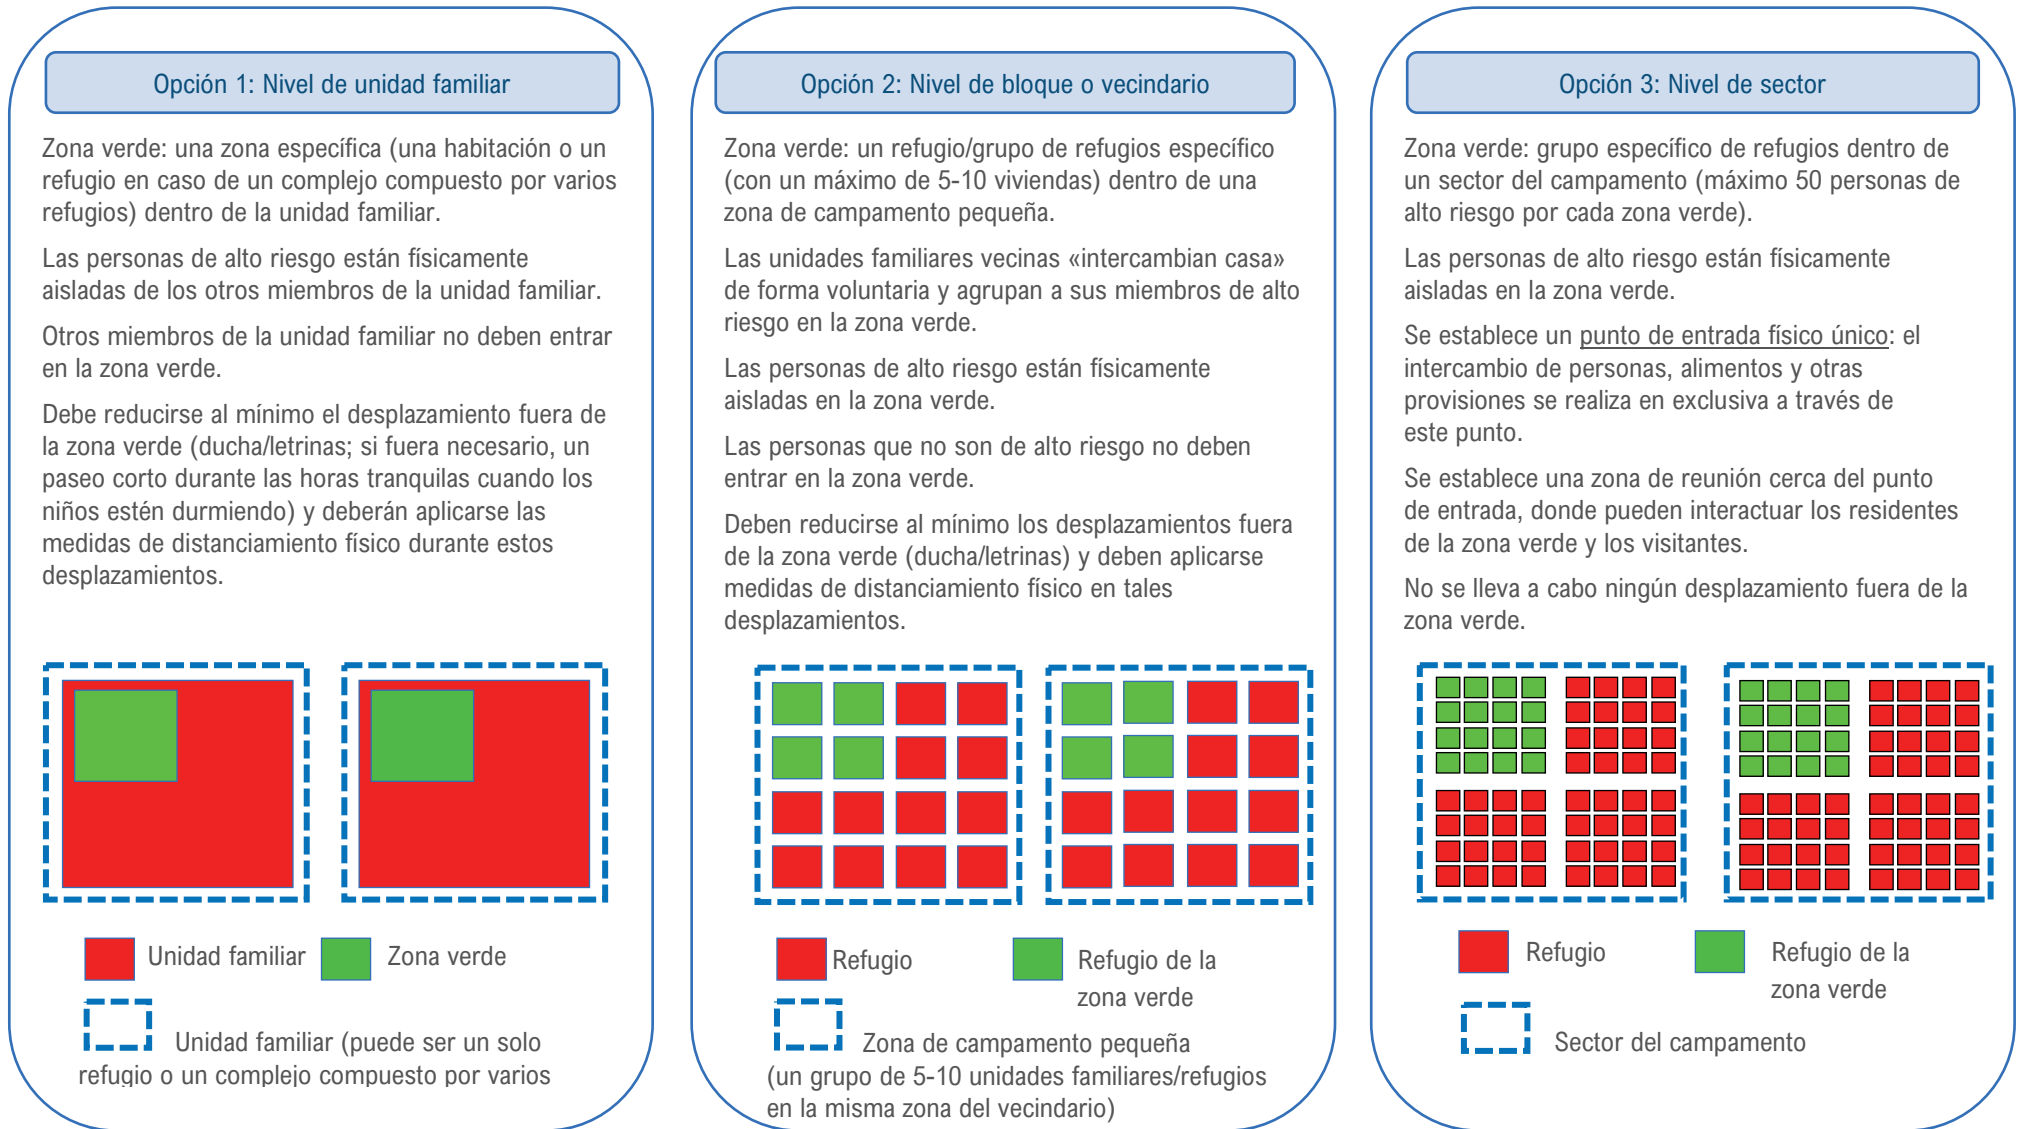 Opción 1: Nivel de unidad familiar
Zona verde: una zona específica (una habitación o un
refugio en caso de un complejo compuesto por varios
refugios) dentro de la unidad familiar.
Las personas de alto riesgo están físicamente
aisladas de los otros miembros de la unidad familiar.
Otros miembros de la unidad familiar no deben entrar
en la zona verde.
Debe reducirse al mínimo el desplazamiento fuera de
la zona verde (ducha/letrinas; si fuera necesario, un
paseo corto durante las horas tranquilas cuando los
niños estén durmiendo) y deberán aplicarse las
medidas de distanciamiento físico durante estos
desplazamientos.
Unidad familiar
Zona verde
Unidad familiar (puede ser un solo
refugio o un complejo compuesto por varios
Opción 2: Nivel de bloque o vecindario
Zona verde: un refugio/grupo de refugios específico
(con un máximo de 5-10 viviendas) dentro de una
zona de campamento pequeña.
Las unidades familiares vecinas «intercambian casa»
de forma voluntaria y agrupan a sus miembros de alto
riesgo en la zona verde.
Las personas de alto riesgo están físicamente
aisladas en la zona verde.
Las personas que no son de alto riesgo no deben
entrar en la zona verde.
Deben reducirse al mínimo los desplazamientos fuera
de la zona verde (ducha/letrinas) y deben aplicarse
medidas de distanciamiento físico en tales
desplazamientos.
Refugio
Refugio de la
zona verde
Zona de campamento pequeña
(un grupo de 5-10 unidades familiares/refugios
en la misma zona del vecindario)
Opción 3: Nivel de sector
Zona verde: grupo específico de refugios dentro de
un sector del campamento (máximo 50 personas de
alto riesgo por cada zona verde).
Las personas de alto riesgo están físicamente
aisladas en la zona verde.
Se establece un punto de entrada físico único: el
intercambio de personas, alimentos y otras
provisiones se realiza en exclusiva a través de
este punto.
Se establece una zona de reunión cerca del punto
de entrada, donde pueden interactuar los residentes
de la zona verde y los visitantes.
No se lleva a cabo ningún desplazamiento fuera de la
zona verde.
Refugio
Refugio de la
zona verde
Sector del campamento